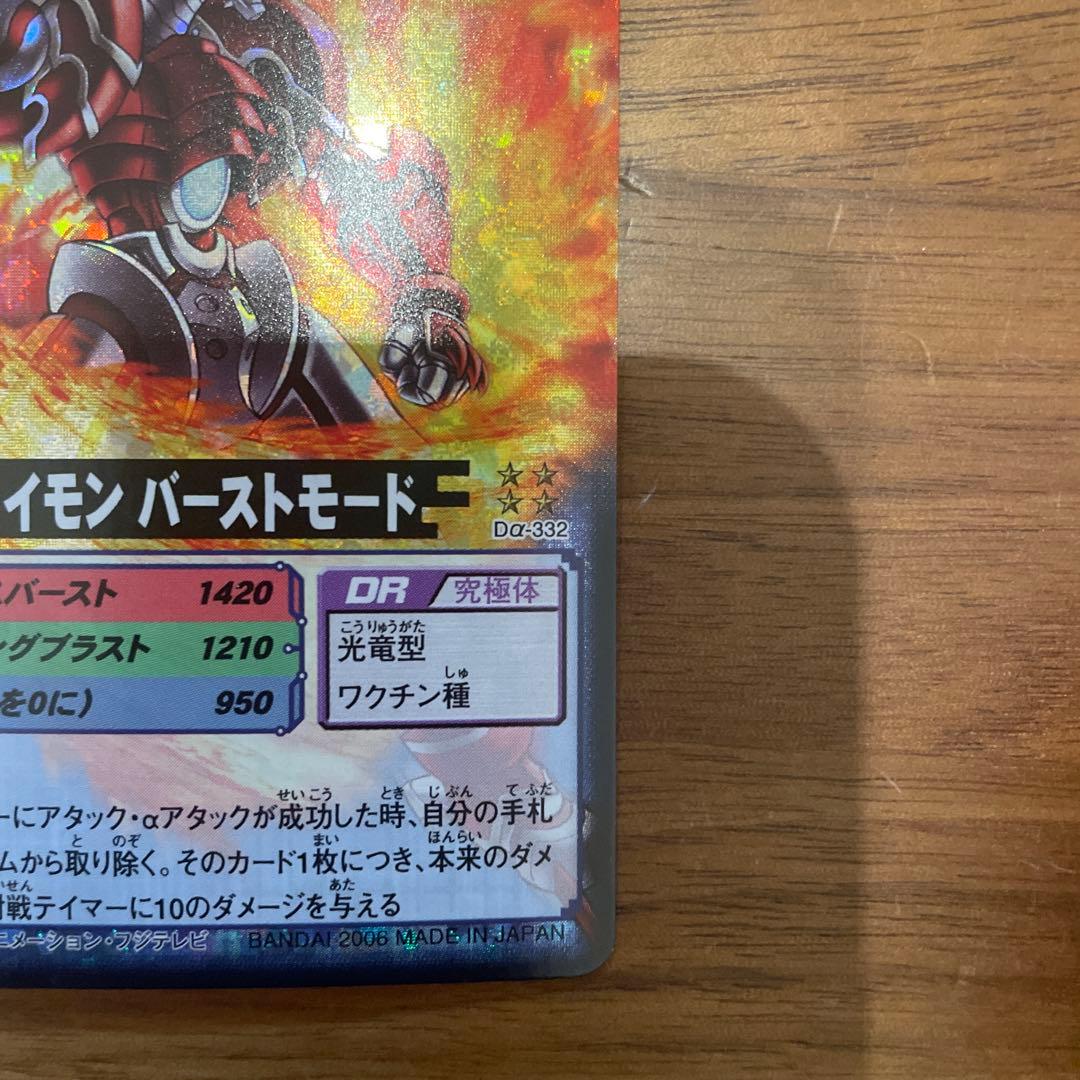 イモン バーストモード
Dα-332
バースト 1420
ングブラスト 1210
を0に） 950
DR 究極体
こうりゅうがた
光竜型
しゅ
ワクチン種
せいこう とき じぶん てふだ
ーにアタック・αアタックが成功した時、自分の手札
と のぞ まい ほんらい
ムから取り除く。そのカード1枚につき、本来のダメ
いせん あた
対戦テイマーに10のダメージを与える
ニメーション・フジテレビ BANDAI 2006 MADE IN JAPAN